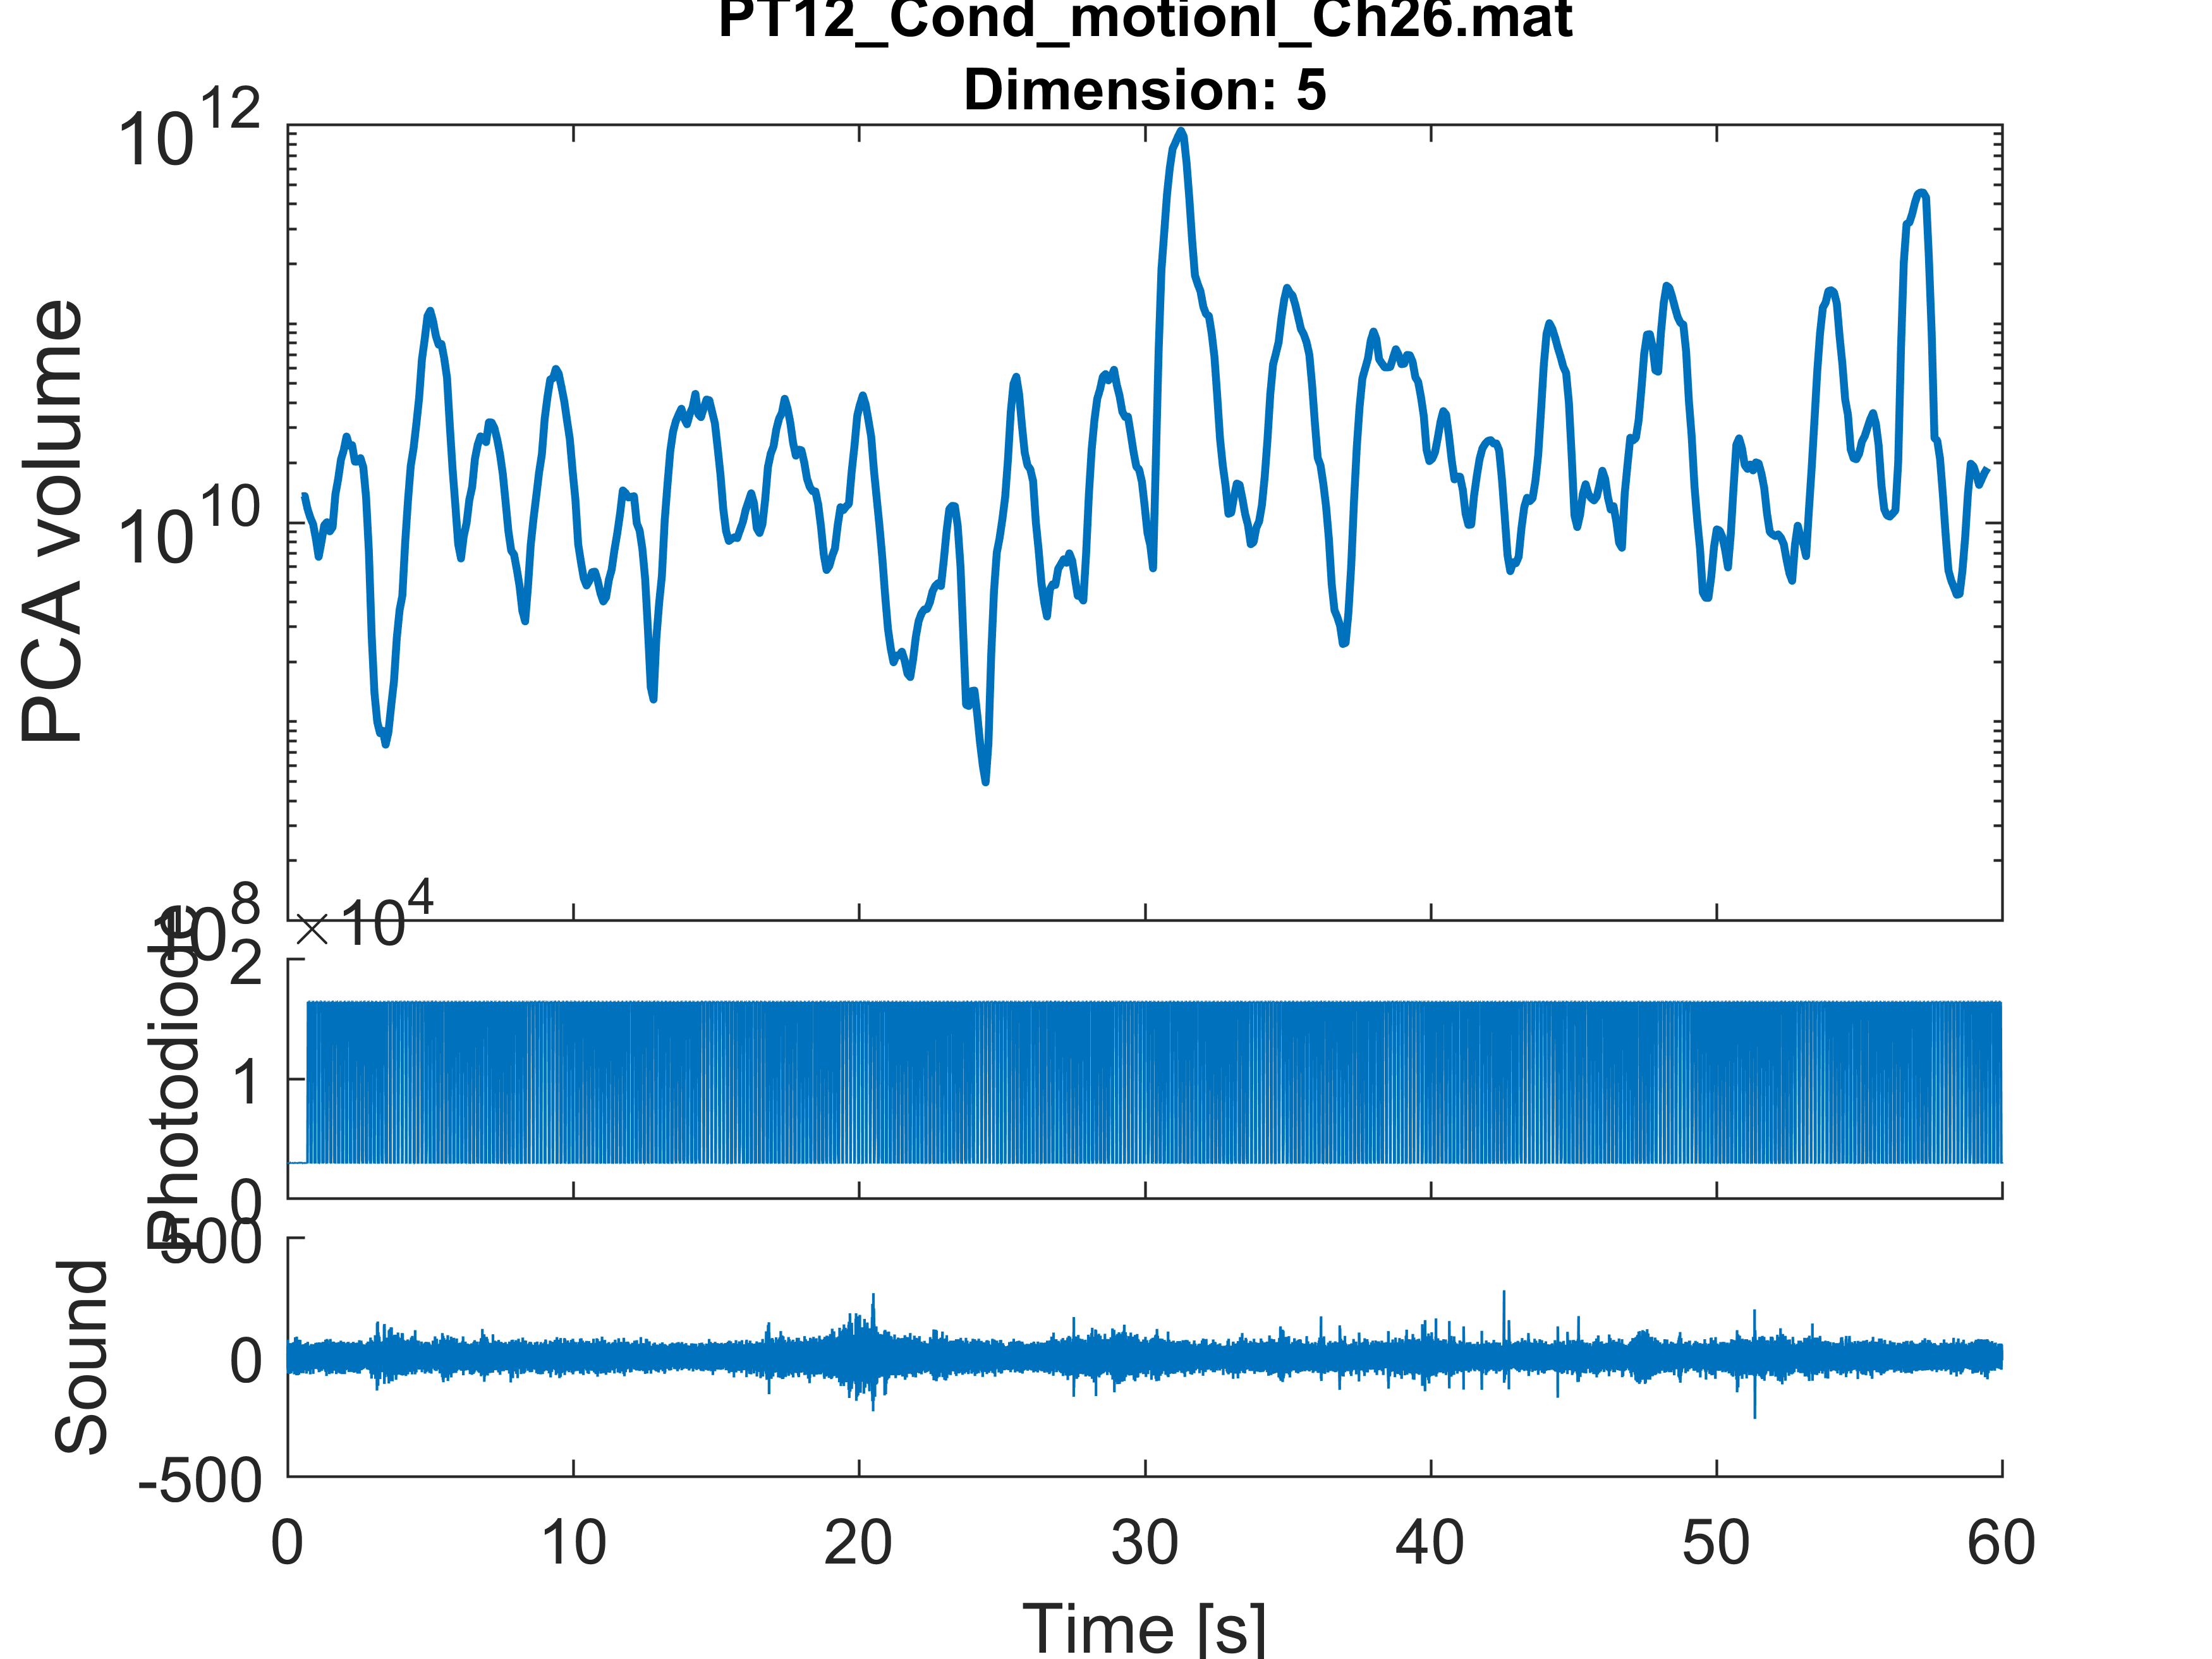 PT12_Cond_motionI_Ch26.mat
Dimension: 5
10^12
10^10
10^8
PCA volume
×10^4
2
1
0
Photodiode
500
0
-500
Sound
0 10 20 30 40 50 60
Time [s]